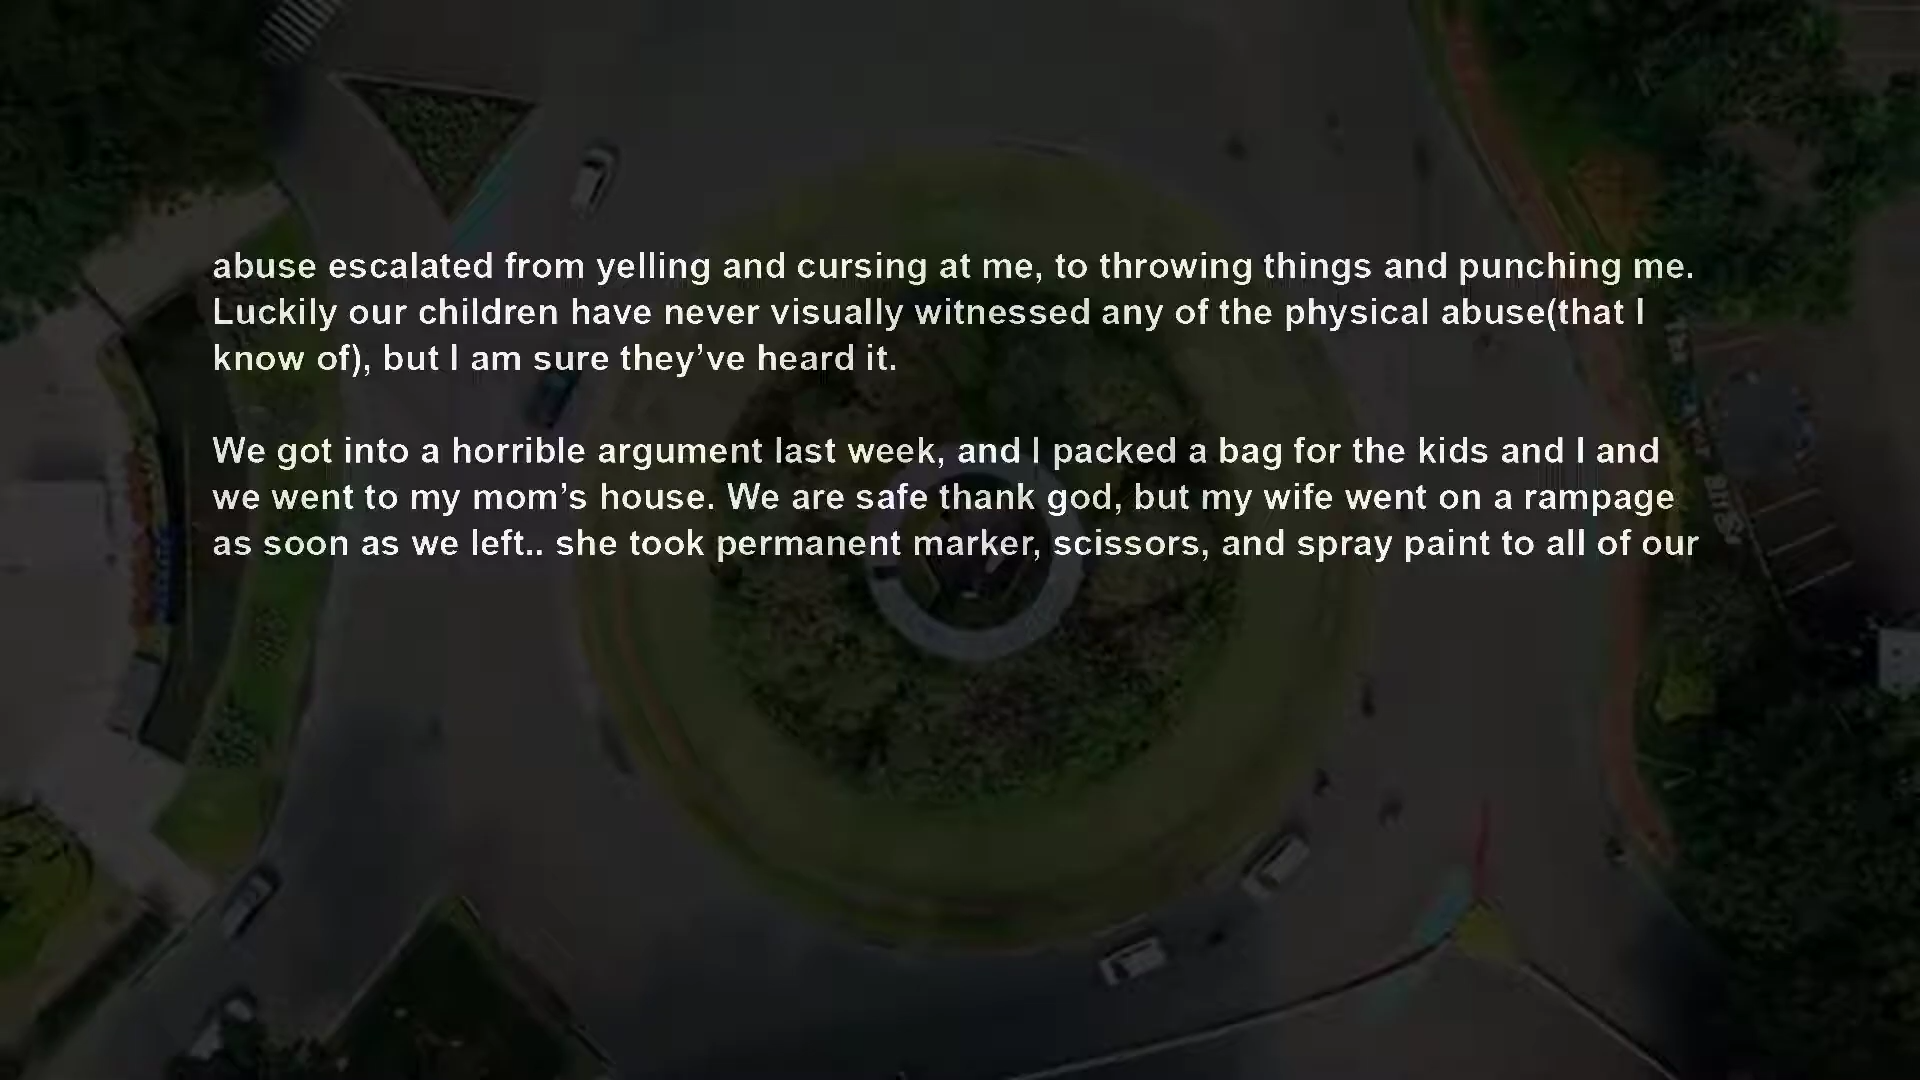 abuse escalated from yelling and cursing at me, to throwing things and punching me.
Luckily our children have never visually witnessed any of the physical abuse(that I
know of), but I am sure they’ve heard it.
We got into a horrible argument last week, and I packed a bag for the kids and I and
we went to my mom’s house. We are safe thank god, but my wife went on a rampage
as soon as we left.. she took permanent marker, scissors, and spray paint to all of our